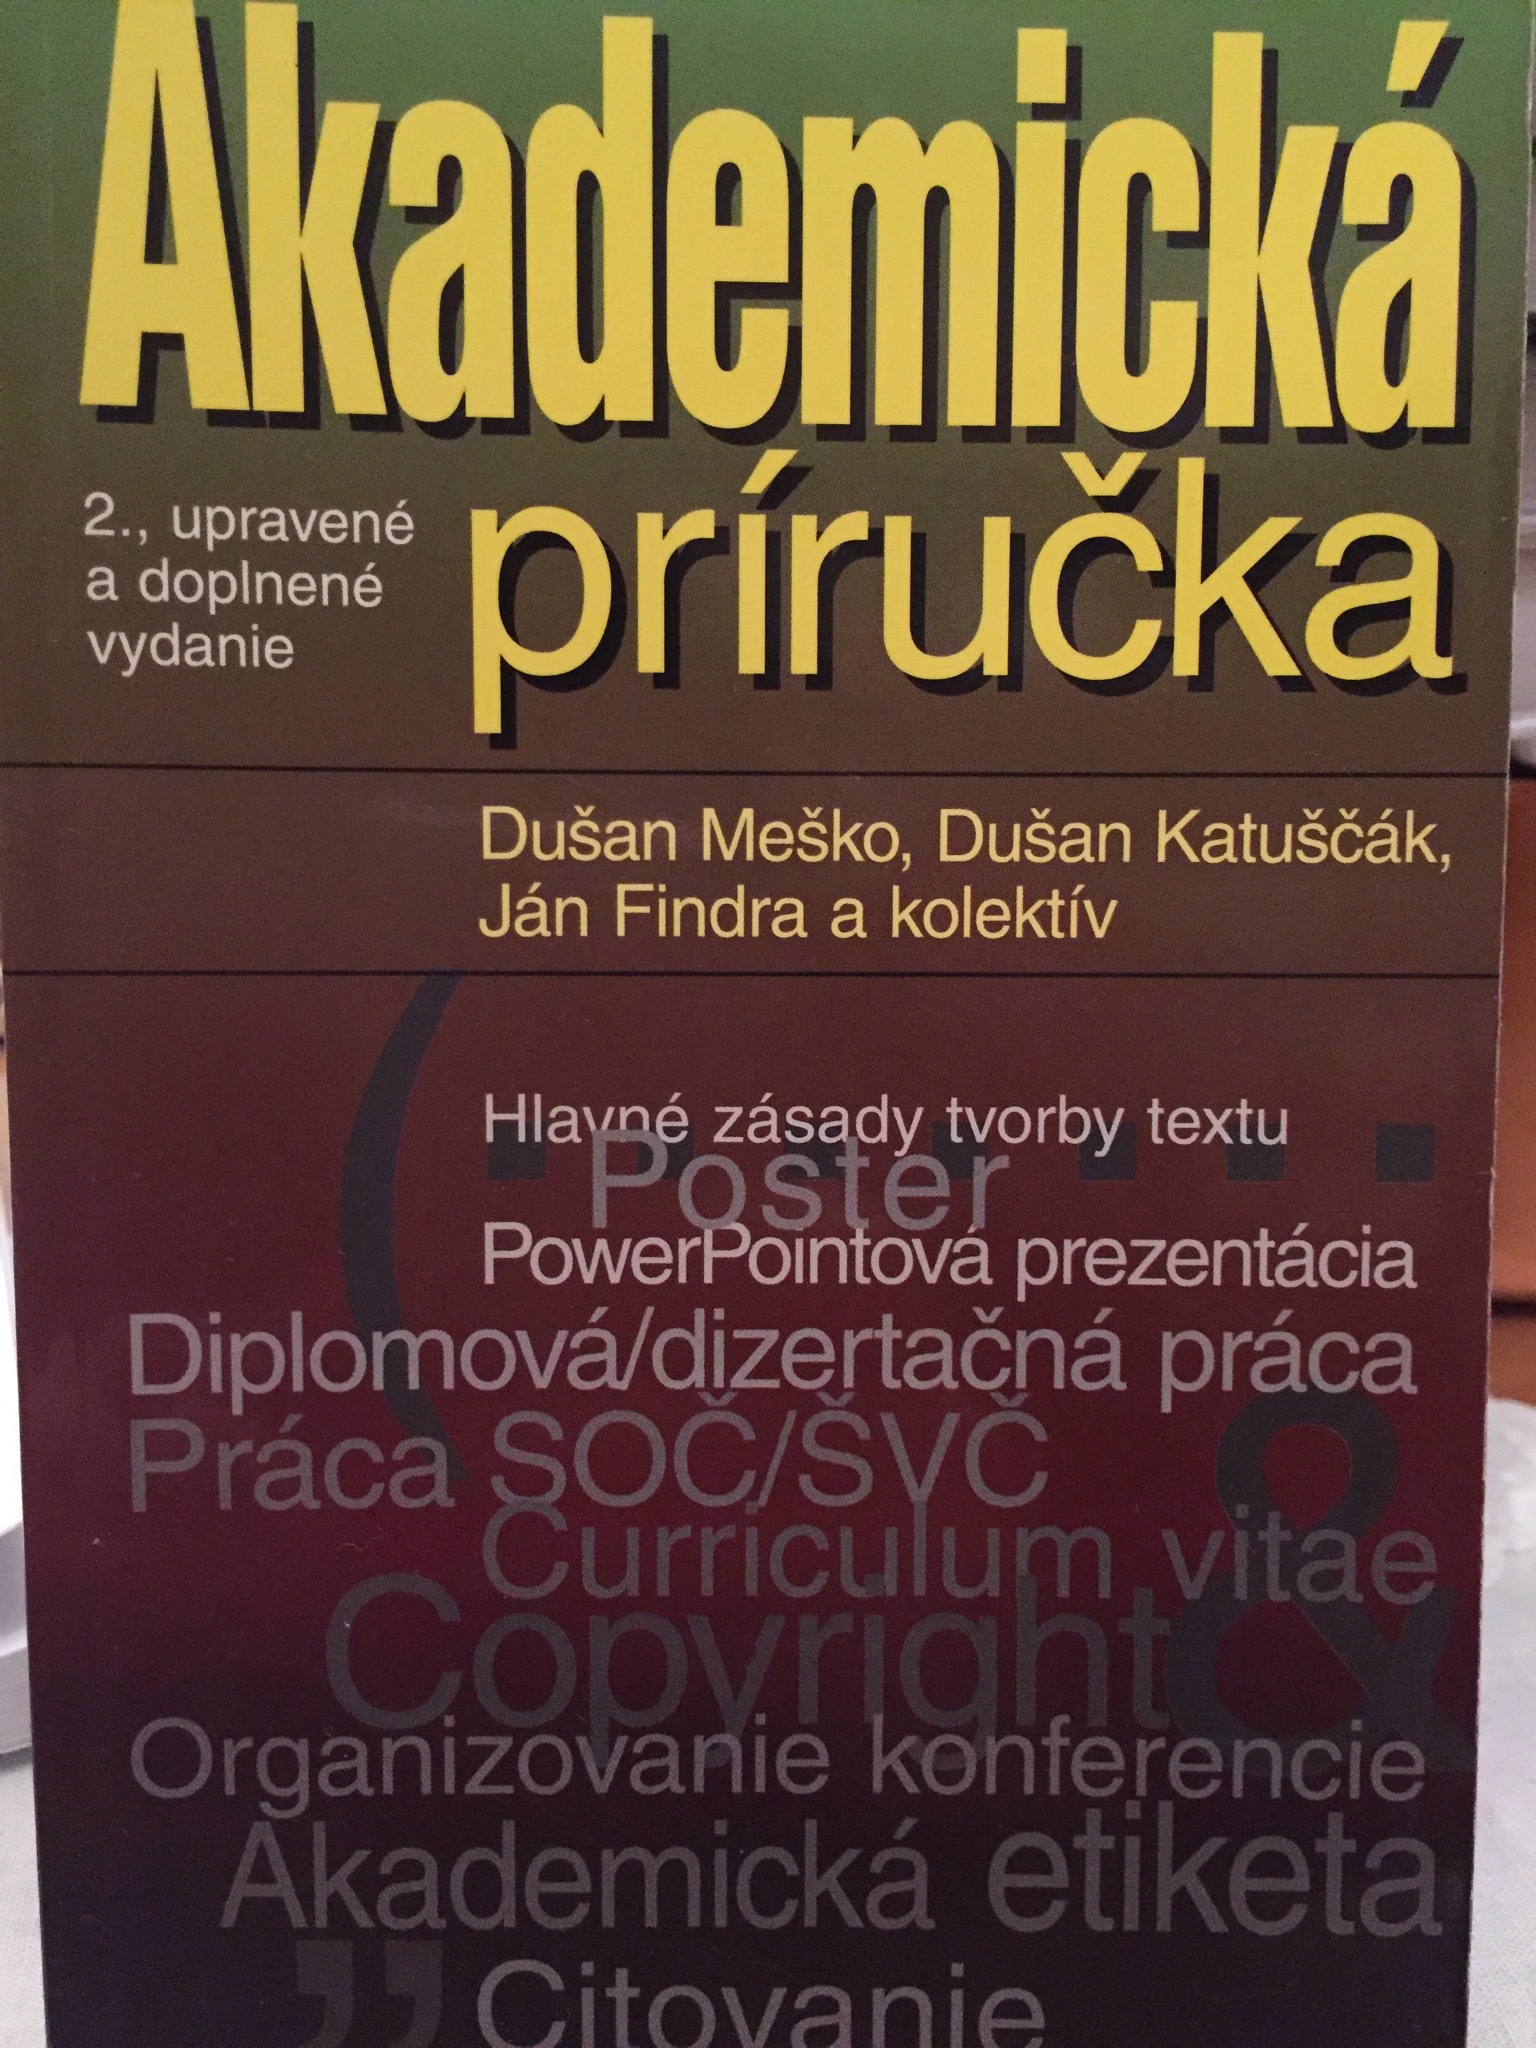 Akademická
príručka
2., upravené
a doplnené
vydanie
Dušan Meško, Dušan Katuščák,
Ján Findra a kolektív
(
Hlavné zásady tvorby textu
.......
Poster
PowerPointová prezentácia
Diplomová/dizertačná práca
Práca SOČ/ŠVČ
Curriculum vitae
&
Copyright
Organizovanie konferencie
Akademická etiketa
” Citovanie